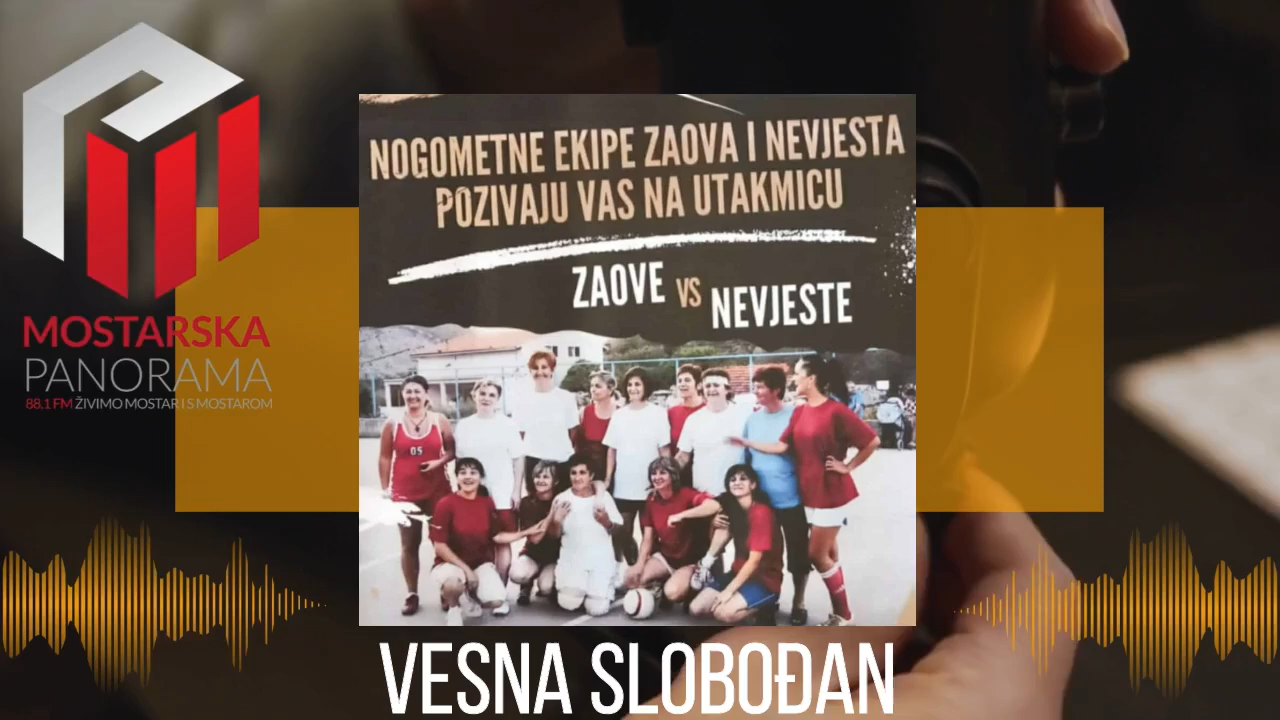 MOSTARSKA
PANORAMA
88.1 FM ŽIVIMO MOSTAR I S MOSTAROM
NOGOMETNE EKIPE ZAOVA I NEVJESTA
POZIVAJU VAS NA UTAKMICU
ZAOVE VS NEVJESTE
05
VESNA SLOBOĐAN